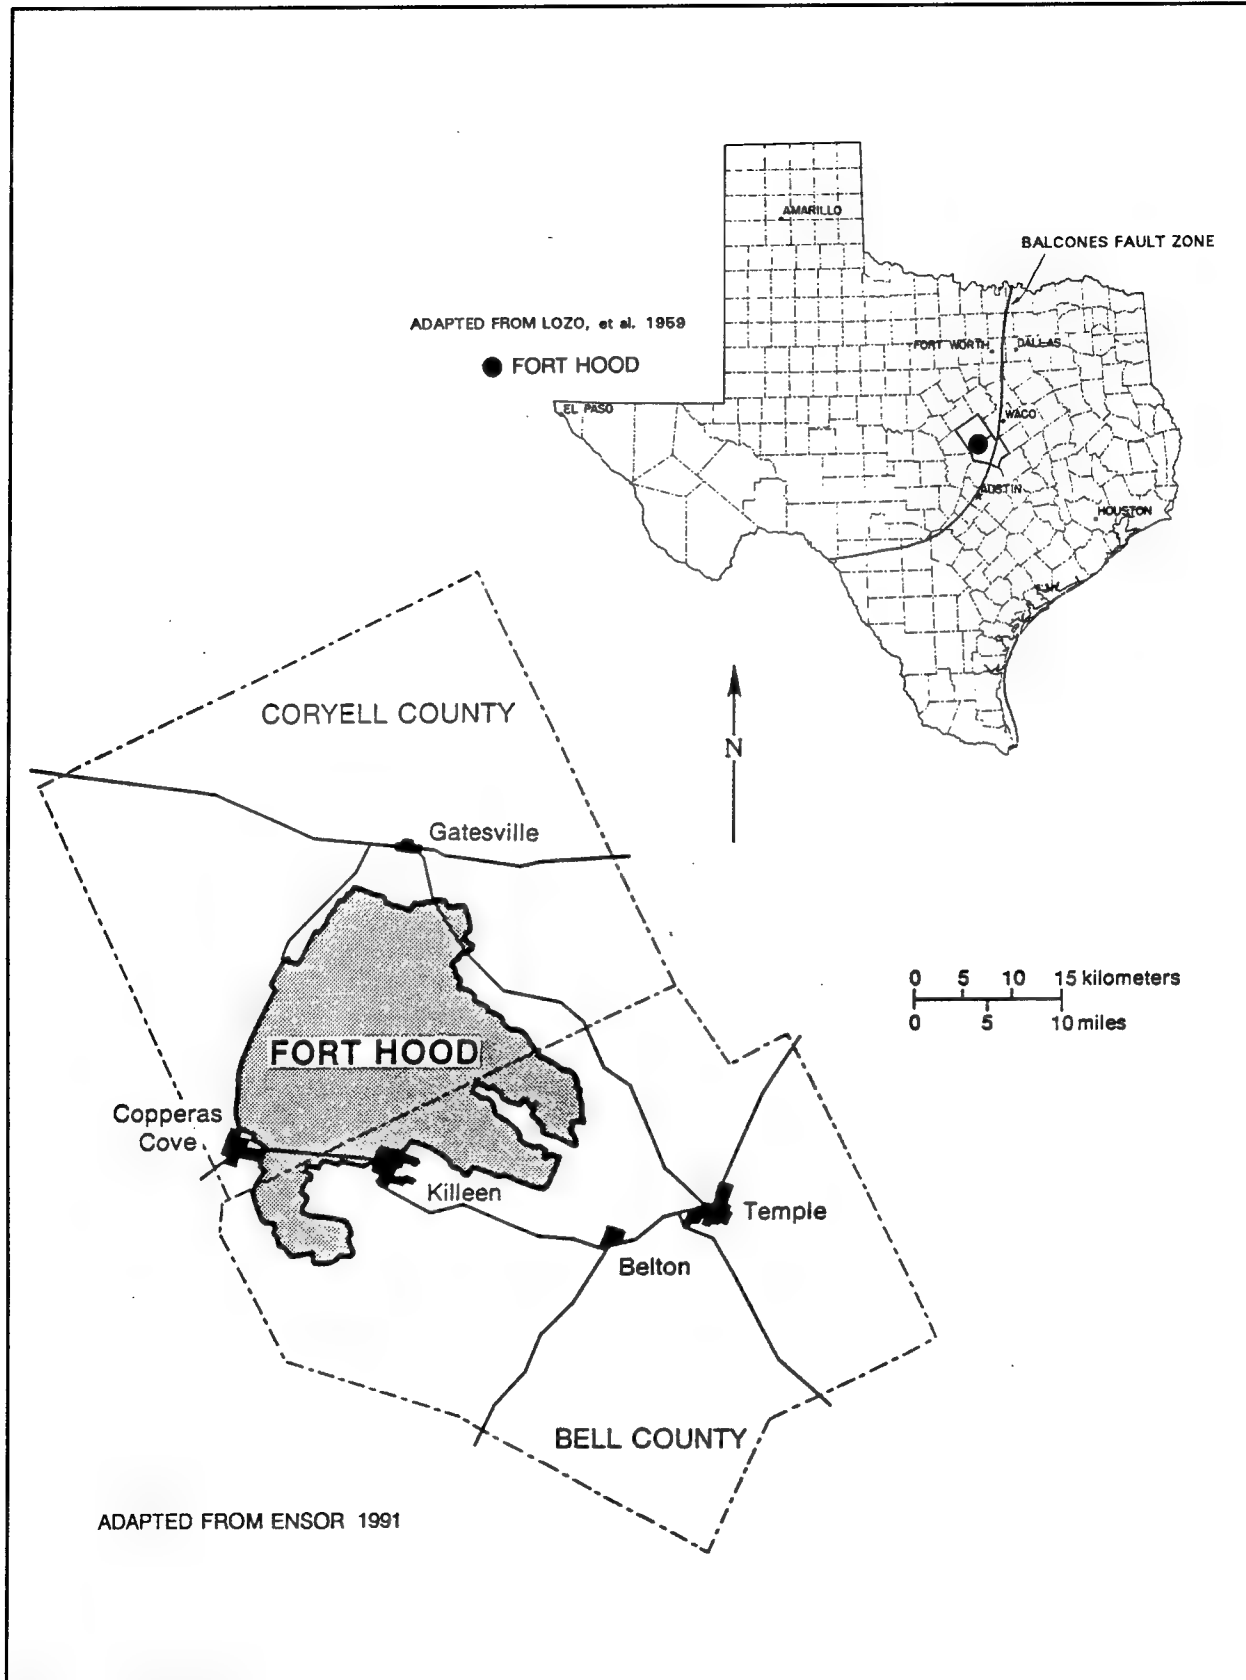 AMARILLO
BALCONES FAULT ZONE
ADAPTED FROM LOZO, et al. 1959
FORT HOOD
FORT WORTH
DALLAS
EL PASO
WACO
AUSTIN
HOUSTON
CORYELL COUNTY
N
Gatesville
0 5 10 15 kilometers
0 5 10 miles
FORT HOOD
Copperas
Cove
Killeen
Temple
Belton
BELL COUNTY
ADAPTED FROM ENSOR 1991